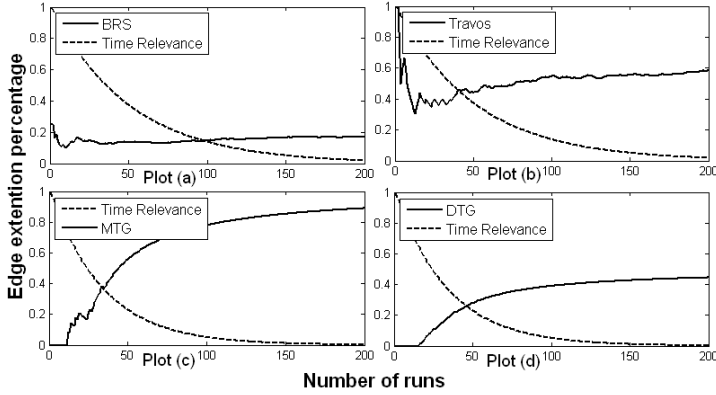 Edge extention percentage
1
0.8
0.6
0.4
0.2
0
BRS
Time Relevance
0 50 100 150 200
Plot (a)
1
0.8
0.6
0.4
0.2
0
Travos
Time Relevance
0 50 100 150 200
Plot (b)
1
0.8
0.6
0.4
0.2
0
Time Relevance
MTG
0 50 100 150 200
Plot (c)
1
0.8
0.6
0.4
0.2
0
DTG
Time Relevance
0 50 100 150 200
Plot (d)
Number of runs